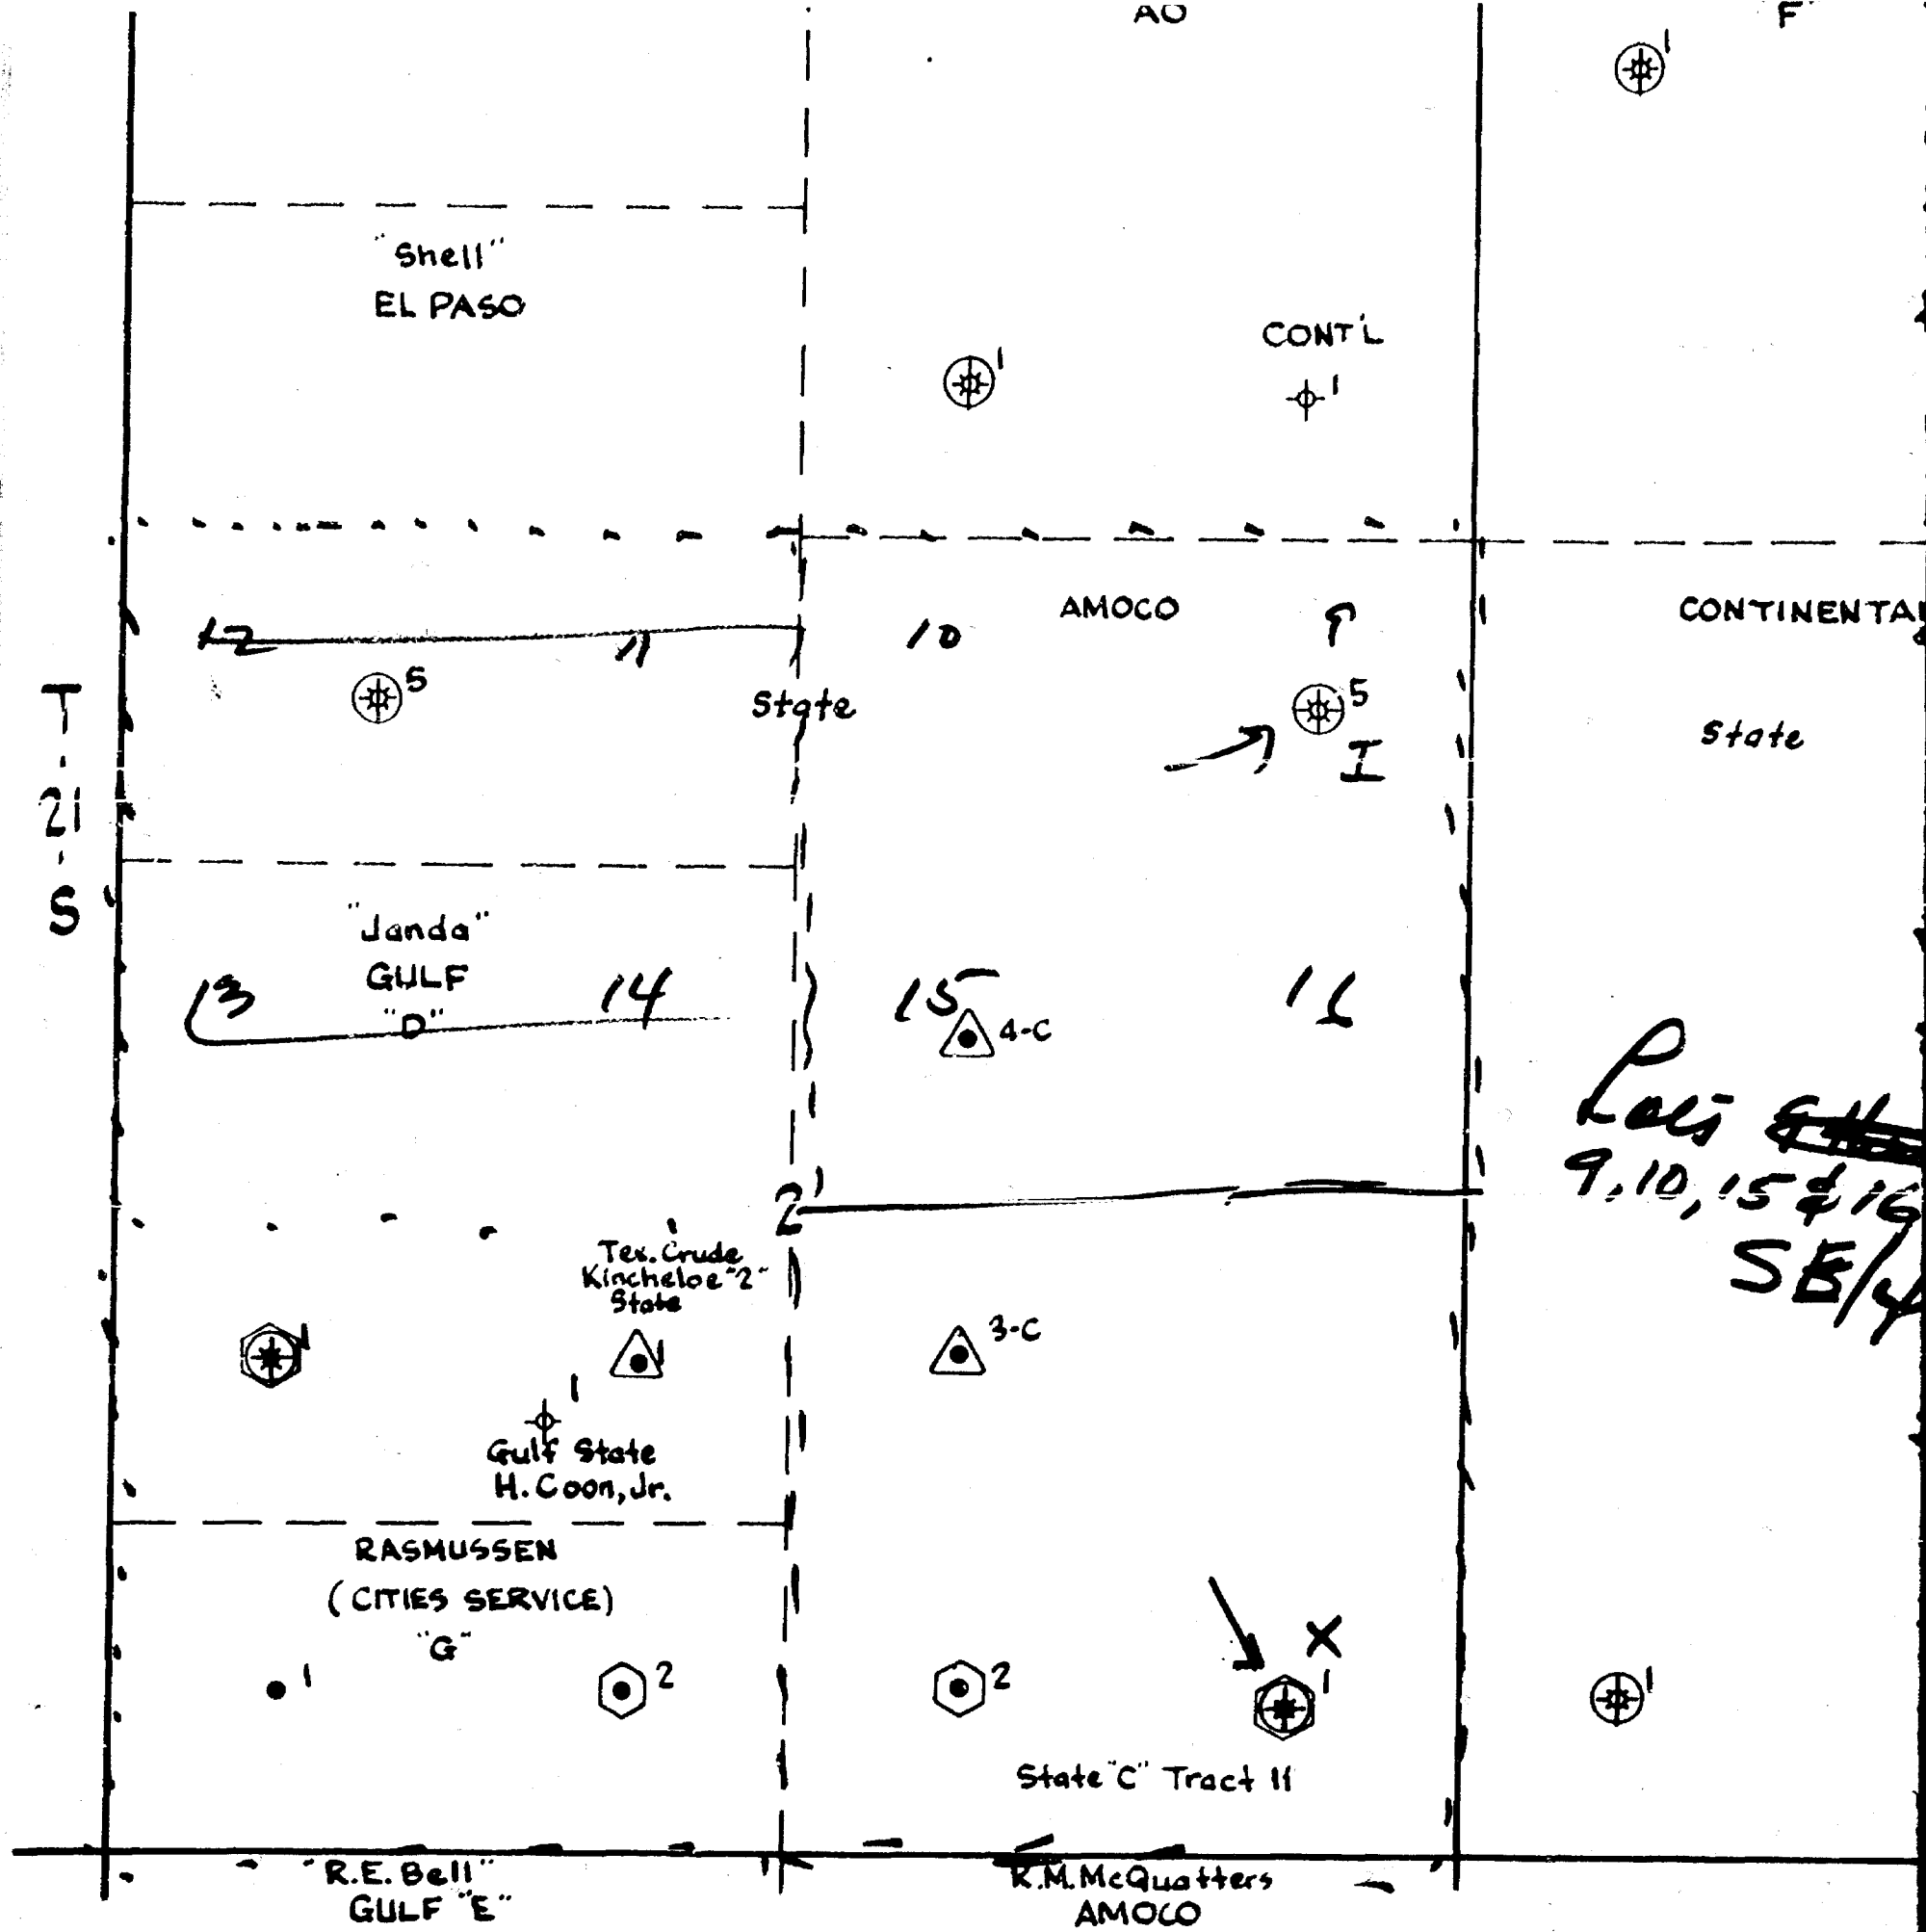 AO
F
1
"Shell"
EL PASO
CONT'L
1
1
AMOCO
CONTINENTAL
12
11
10
9
5
State
5
I
State
T-21-S
"Janda"
GULF
"D"
13
14
15
16
4-C
Lots
9,10,15 & 16
SE/4
2
Tex. Crude
Kincheloe "2"
State
1
1
3-C
1
Gulf State
H. Coon, Jr.
RASMUSSEN
(CITIES SERVICE)
"G"
X
1
2
2
1
1
State "C" Tract 11
"R.E. Bell"
GULF "E"
R.M. McQuatters
AMOCO